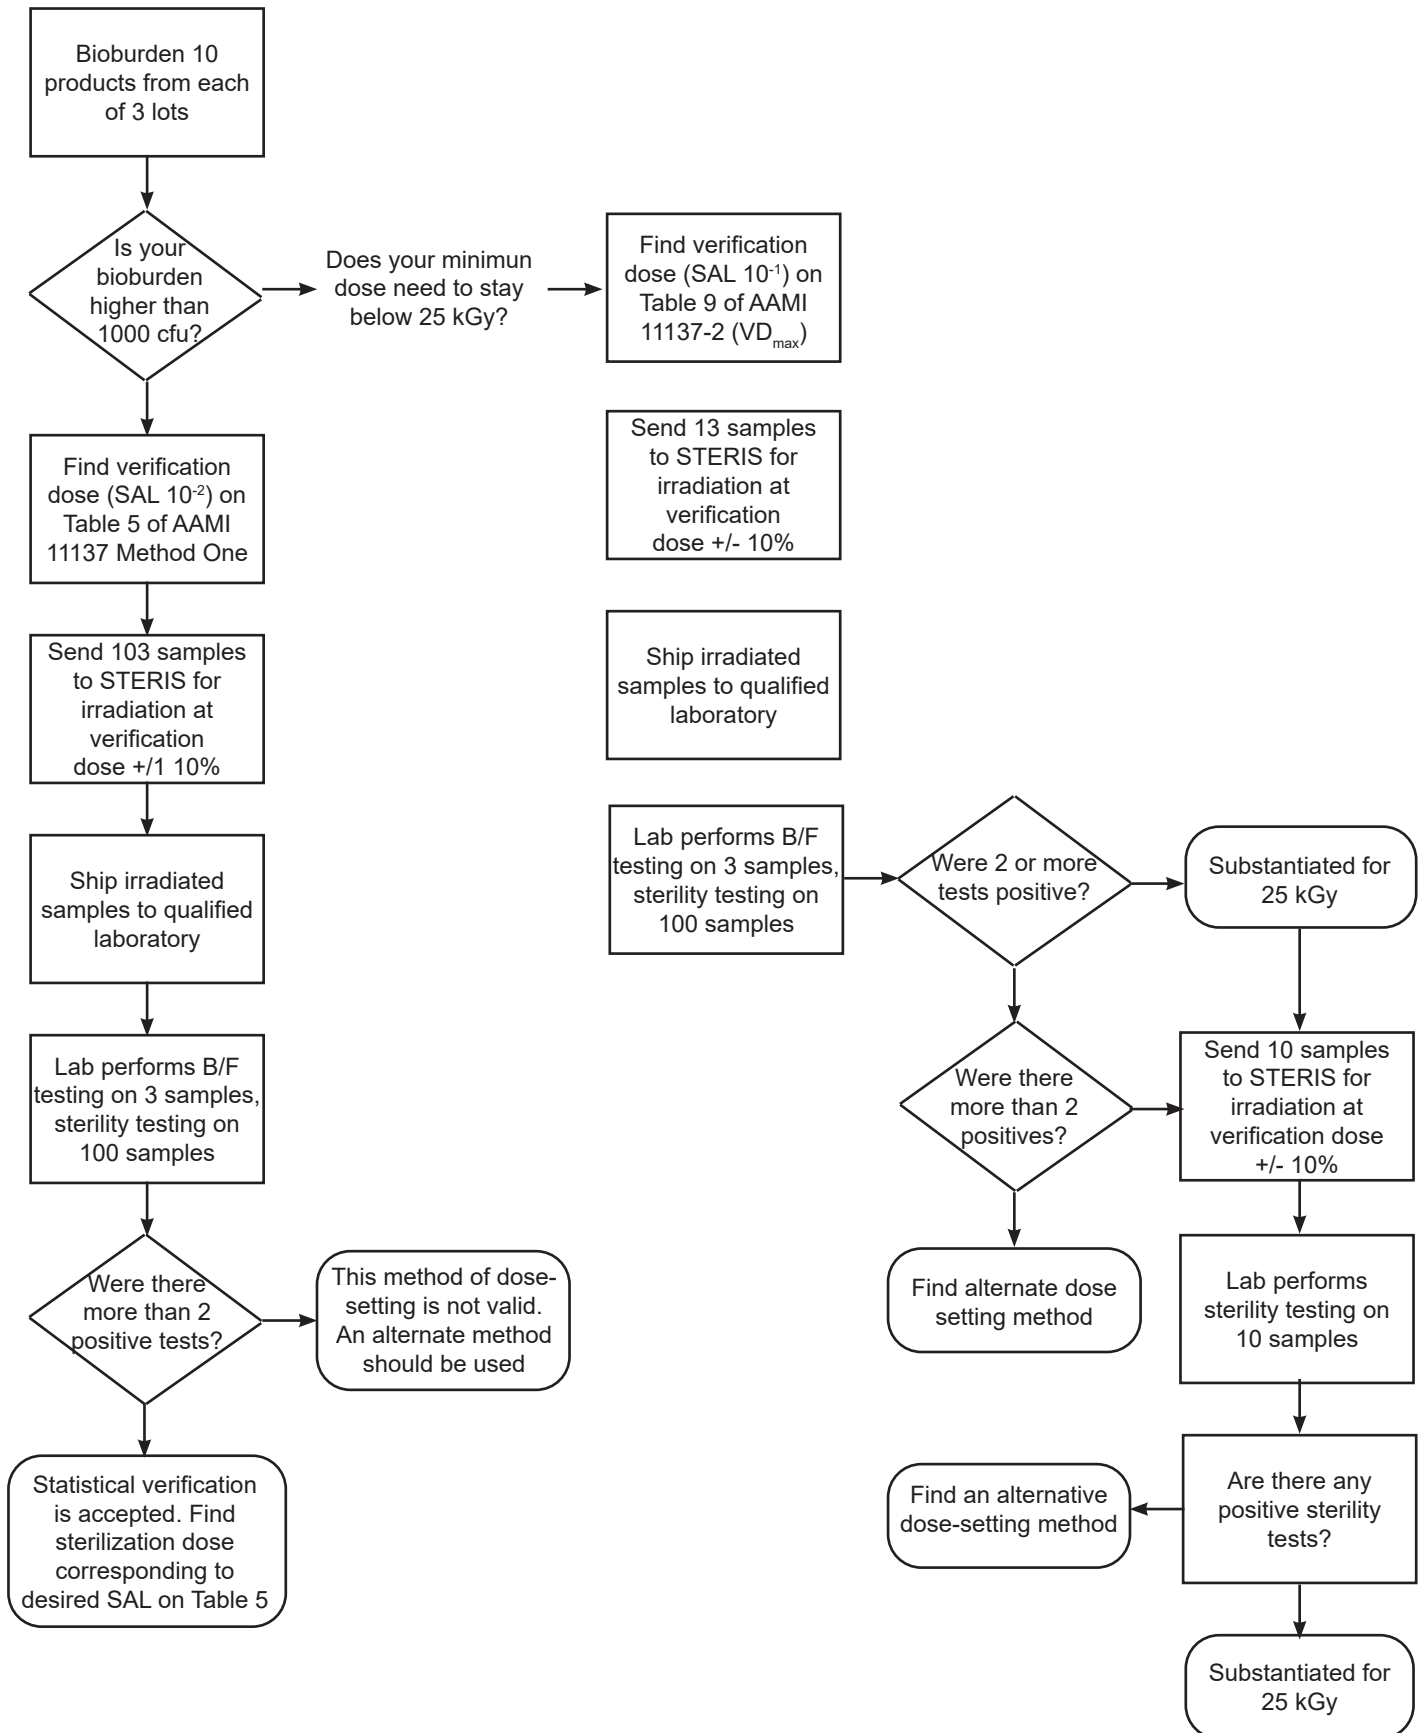 Bioburden 10
products from each
of 3 lots
Is your
bioburden
higher than
1000 cfu?
Does your minimun
dose need to stay
below 25 kGy?
Find verification
dose (SAL 10-1) on
Table 9 of AAMI
11137-2 (VDmax)
Find verification
dose (SAL 10-2) on
Table 5 of AAMI
11137 Method One
Send 103 samples
to STERIS for
irradiation at
verification
dose +/1 10%
Ship irradiated
samples to qualified
laboratory
Lab performs B/F
testing on 3 samples,
sterility testing on
100 samples
Were there
more than 2
positive tests?
This method of dose-
setting is not valid.
An alternate method
should be used
Statistical verification
is accepted. Find
sterilization dose
corresponding to
desired SAL on Table 5
Send 13 samples
to STERIS for
irradiation at
verification
dose +/- 10%
Ship irradiated
samples to qualified
laboratory
Lab performs B/F
testing on 3 samples,
sterility testing on
100 samples
Were 2 or more
tests positive?
Substantiated for
25 kGy
Were there
more than 2
positives?
Send 10 samples
to STERIS for
irradiation at
verification dose
+/- 10%
Find alternate dose
setting method
Lab performs
sterility testing on
10 samples
Are there any
positive sterility
tests?
Find an alternative
dose-setting method
Substantiated for
25 kGy